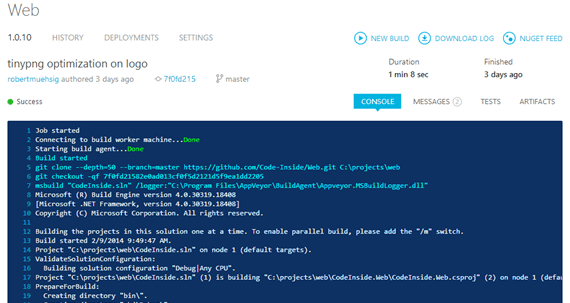 Web
1.0.10 HISTORY DEPLOYMENTS SETTINGS NEW BUILD DOWNLOAD LOG NUGET FEED
tinypng optimization on logo Duration Finished
robertmuehsig authored 3 days ago 7f0fd215 master 1 min 8 sec 3 days ago
Success CONSOLE MESSAGES 2 TESTS ARTIFACTS
1 Job started
2 Connecting to build worker machine...Done
3 Starting build agent...Done
4 Build started
5 git clone --depth=50 --branch=master https://github.com/Code-Inside/Web.git C:\projects\web
6 git checkout -qf 7f0fd21582e0ad013cf0f5d2121d5f9ea1dd2205
7 msbuild "CodeInside.sln" /logger:"C:\Program Files\AppVeyor\BuildAgent\Appveyor.MSBuildLogger.dll"
8 Microsoft (R) Build Engine version 4.0.30319.18408
9 [Microsoft .NET Framework, version 4.0.30319.18408]
10 Copyright (C) Microsoft Corporation. All rights reserved.
11
12 Building the projects in this solution one at a time. To enable parallel build, please add the "/m" switch.
13 Build started 2/9/2014 9:49:47 AM.
14 Project "C:\projects\web\CodeInside.sln" on node 1 (default targets).
15 ValidateSolutionConfiguration:
16 Building solution configuration "Debug|Any CPU".
17 Project "C:\projects\web\CodeInside.sln" (1) is building "C:\projects\web\CodeInside.Web\CodeInside.Web.csproj" (2) on node 1 (default
18 PrepareForBuild:
19 Creating directory "bin\".